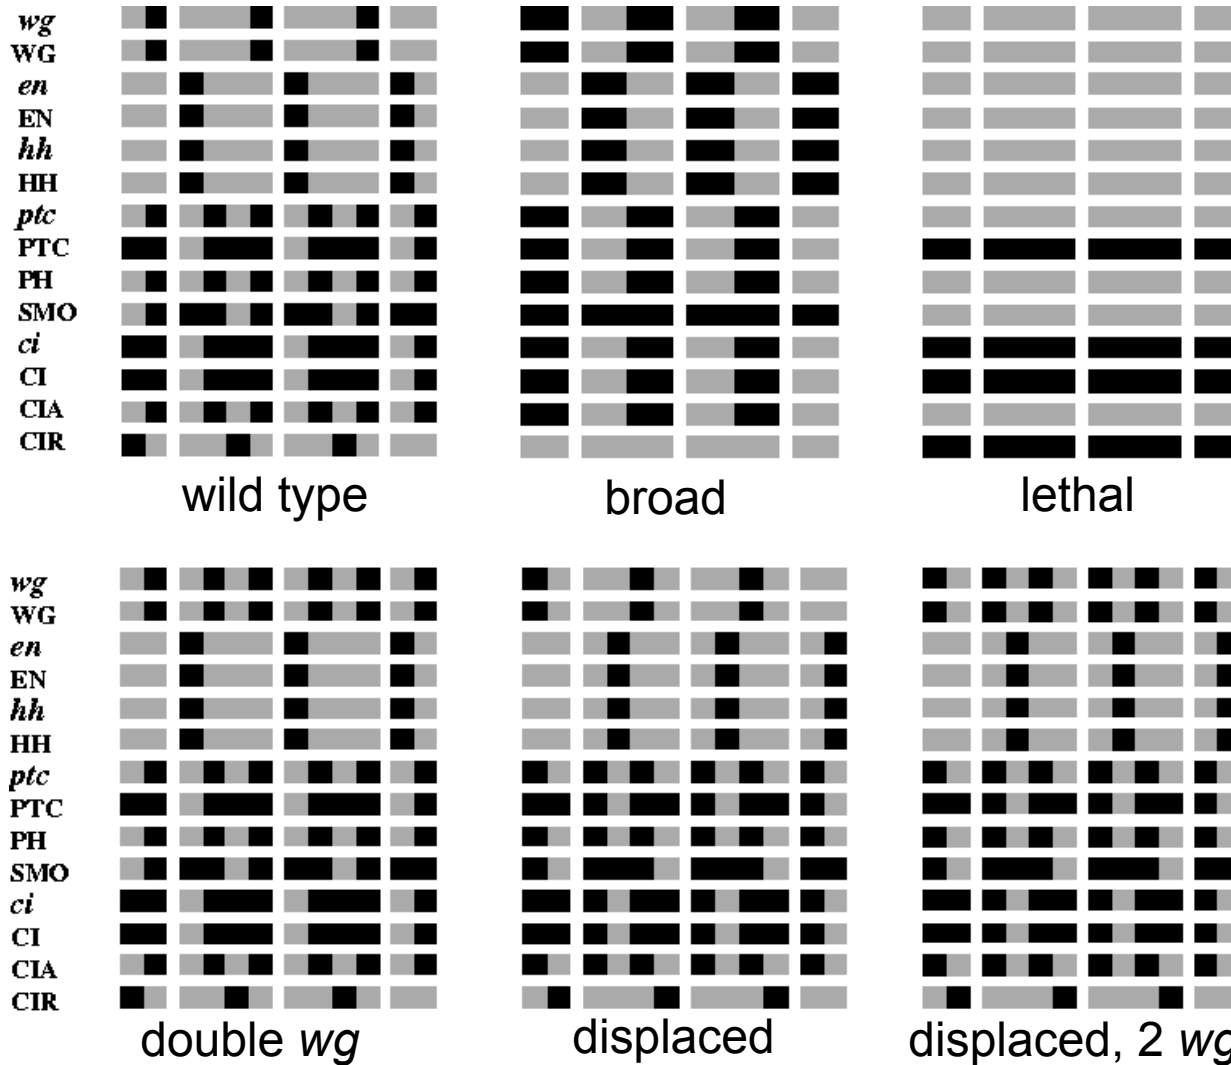 wg
WG
en
EN
hh
HH
ptc
PTC
PH
SMO
ci
CI
CIA
CIR
wild type broad lethal
wg
WG
en
EN
hh
HH
ptc
PTC
PH
SMO
ci
CI
CIA
CIR
double wg displaced displaced, 2 wg